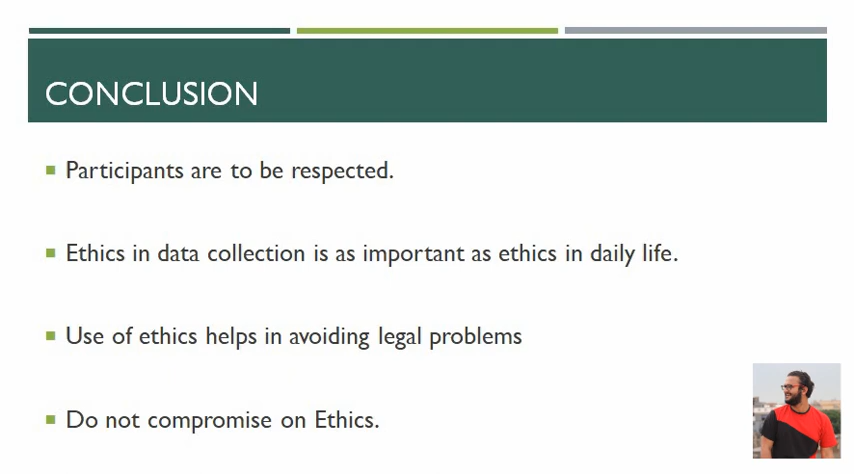 CONCLUSION
Participants are to be respected.
Ethics in data collection is as important as ethics in daily life.
Use of ethics helps in avoiding legal problems
Do not compromise on Ethics.